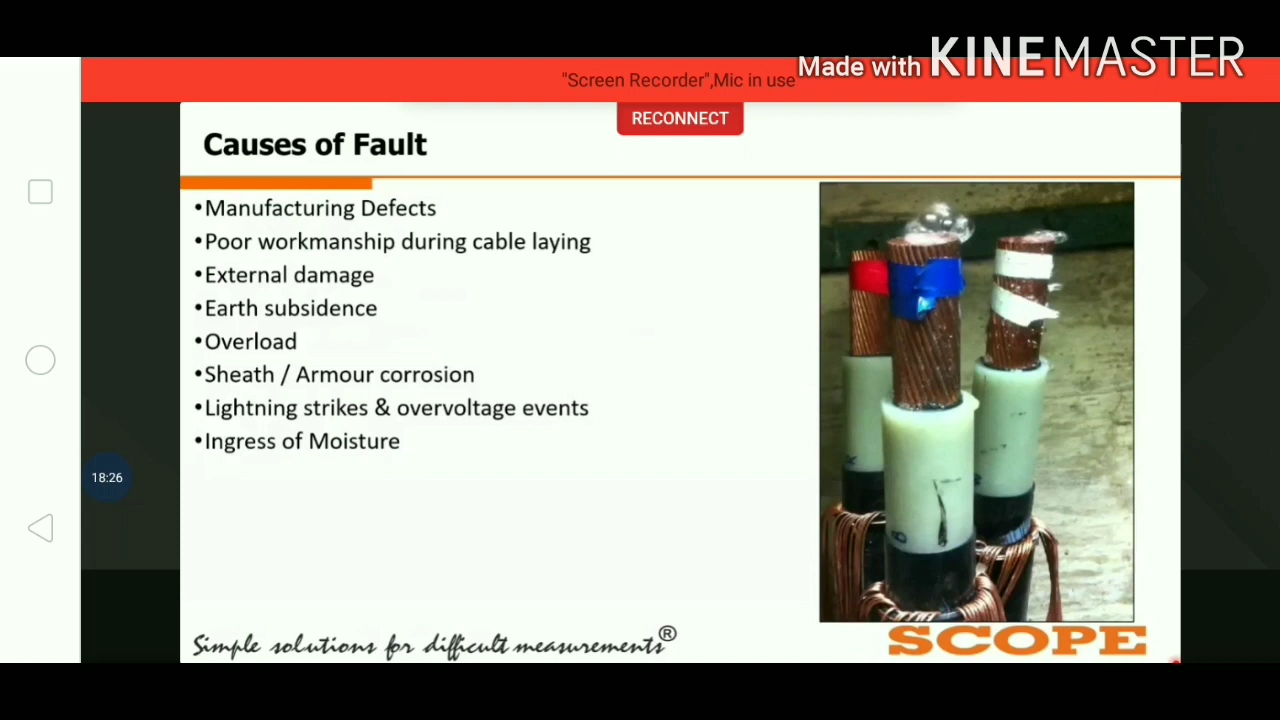 Made with KINEMASTER
"Screen Recorder",Mic in use
RECONNECT
Causes of Fault
•Manufacturing Defects
•Poor workmanship during cable laying
•External damage
•Earth subsidence
•Overload
•Sheath / Armour corrosion
•Lightning strikes & overvoltage events
•Ingress of Moisture
18:26
Simple solutions for difficult measurements®
SCOPE